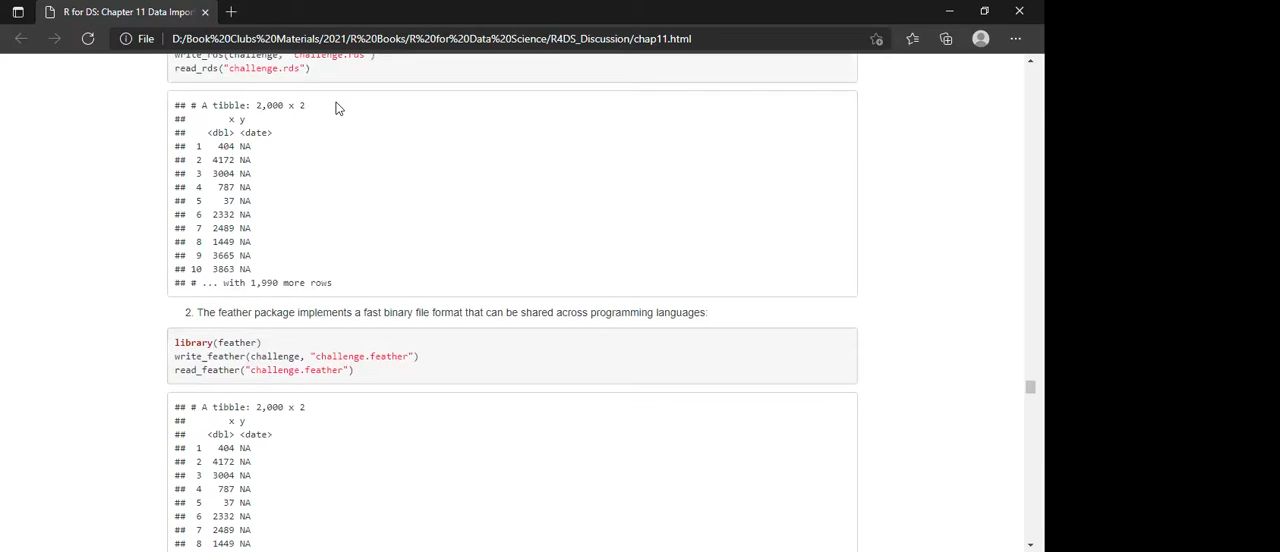 R for DS: Chapter 11 Data Impor
File
D:/Book%20Clubs%20Materials/2021/R%20Books/R%20for%20Data%20Science/R4DS_Discussion/chap11.html
write_rds(challenge, "challenge.rds")
read_rds("challenge.rds")
## # A tibble: 2,000 x 2
## x y
## <dbl> <date>
## 1 404 NA
## 2 4172 NA
## 3 3004 NA
## 4 787 NA
## 5 37 NA
## 6 2332 NA
## 7 2489 NA
## 8 1449 NA
## 9 3665 NA
## 10 3863 NA
## # ... with 1,990 more rows
2. The feather package implements a fast binary file format that can be shared across programming languages:
library(feather)
write_feather(challenge, "challenge.feather")
read_feather("challenge.feather")
## # A tibble: 2,000 x 2
## x y
## <dbl> <date>
## 1 404 NA
## 2 4172 NA
## 3 3004 NA
## 4 787 NA
## 5 37 NA
## 6 2332 NA
## 7 2489 NA
## 8 1449 NA